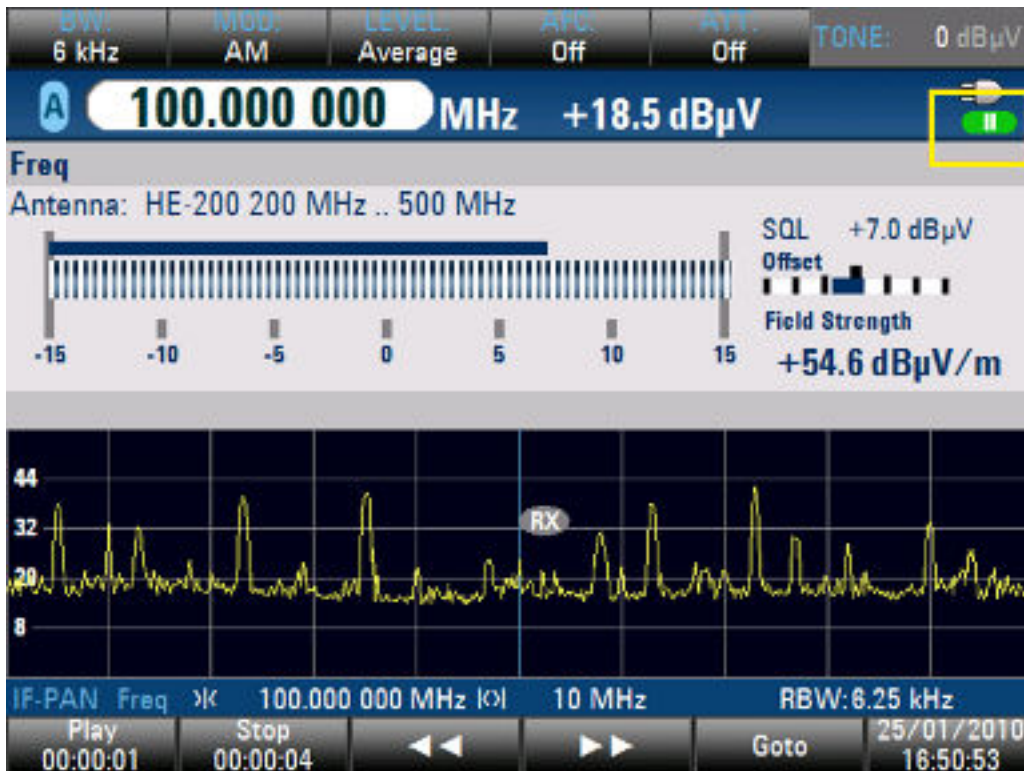 BW: MOD: LEVEL: AFC: ATT: TONE: 0 dBµV
6 kHz AM Average Off Off
A 100.000 000 MHz +18.5 dBµV
Freq
Antenna: HE-200 200 MHz .. 500 MHz
SQL +7.0 dBµV
Offset
Field Strength
-15 -10 -5 0 5 10 15
+54.6 dBµV/m
44
32
RX
20
8
IF-PAN Freq 100.000 000 MHz 10 MHz RBW:6.25 kHz
Play Stop Goto 25/01/2010
00:00:01 00:00:04 16:50:53